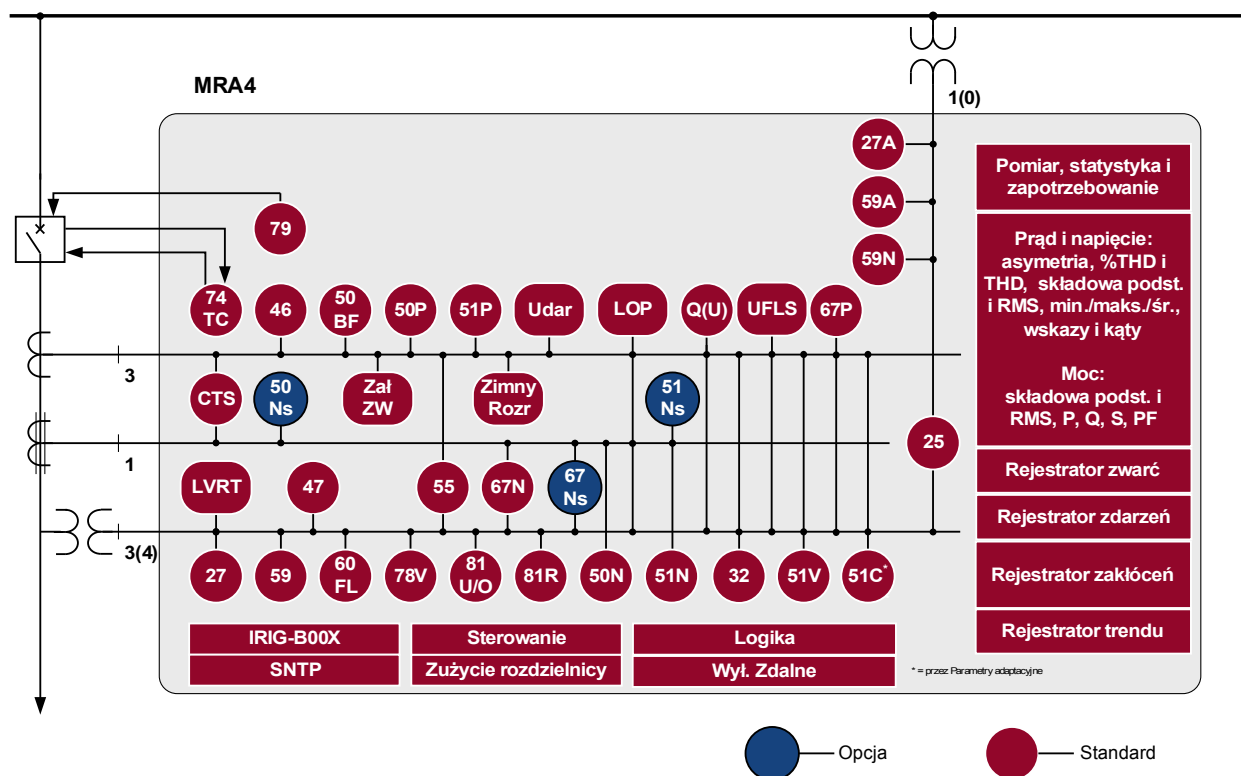 MRA4
1(0)
27A
59A
59N
79
74
TC
46
50
BF
50P
51P
Udar
LOP
Q(U)
UFLS
67P
3
CTS
50
Ns
Zał
ZW
Zimny
Rozr
51
Ns
25
1
LVRT
47
55
67N
67
Ns
3(4)
27
59
60
FL
78V
81
U/O
81R
50N
51N
32
51V
51C*
IRIG-B00X
SNTP
Sterowanie
Zużycie rozdzielnicy
Logika
Wył. Zdalne
* = przez Parametry adaptacyjne
Pomiar, statystyka i
zapotrzebowanie
Prąd i napięcie:
asymetria, %THD i
THD, składowa podst.
i RMS, min./maks./śr.,
wskazy i kąty
Moc:
składowa podst. i
RMS, P, Q, S, PF
Rejestrator zwarć
Rejestrator zdarzeń
Rejestrator zakłóceń
Rejestrator trendu
Opcja
Standard